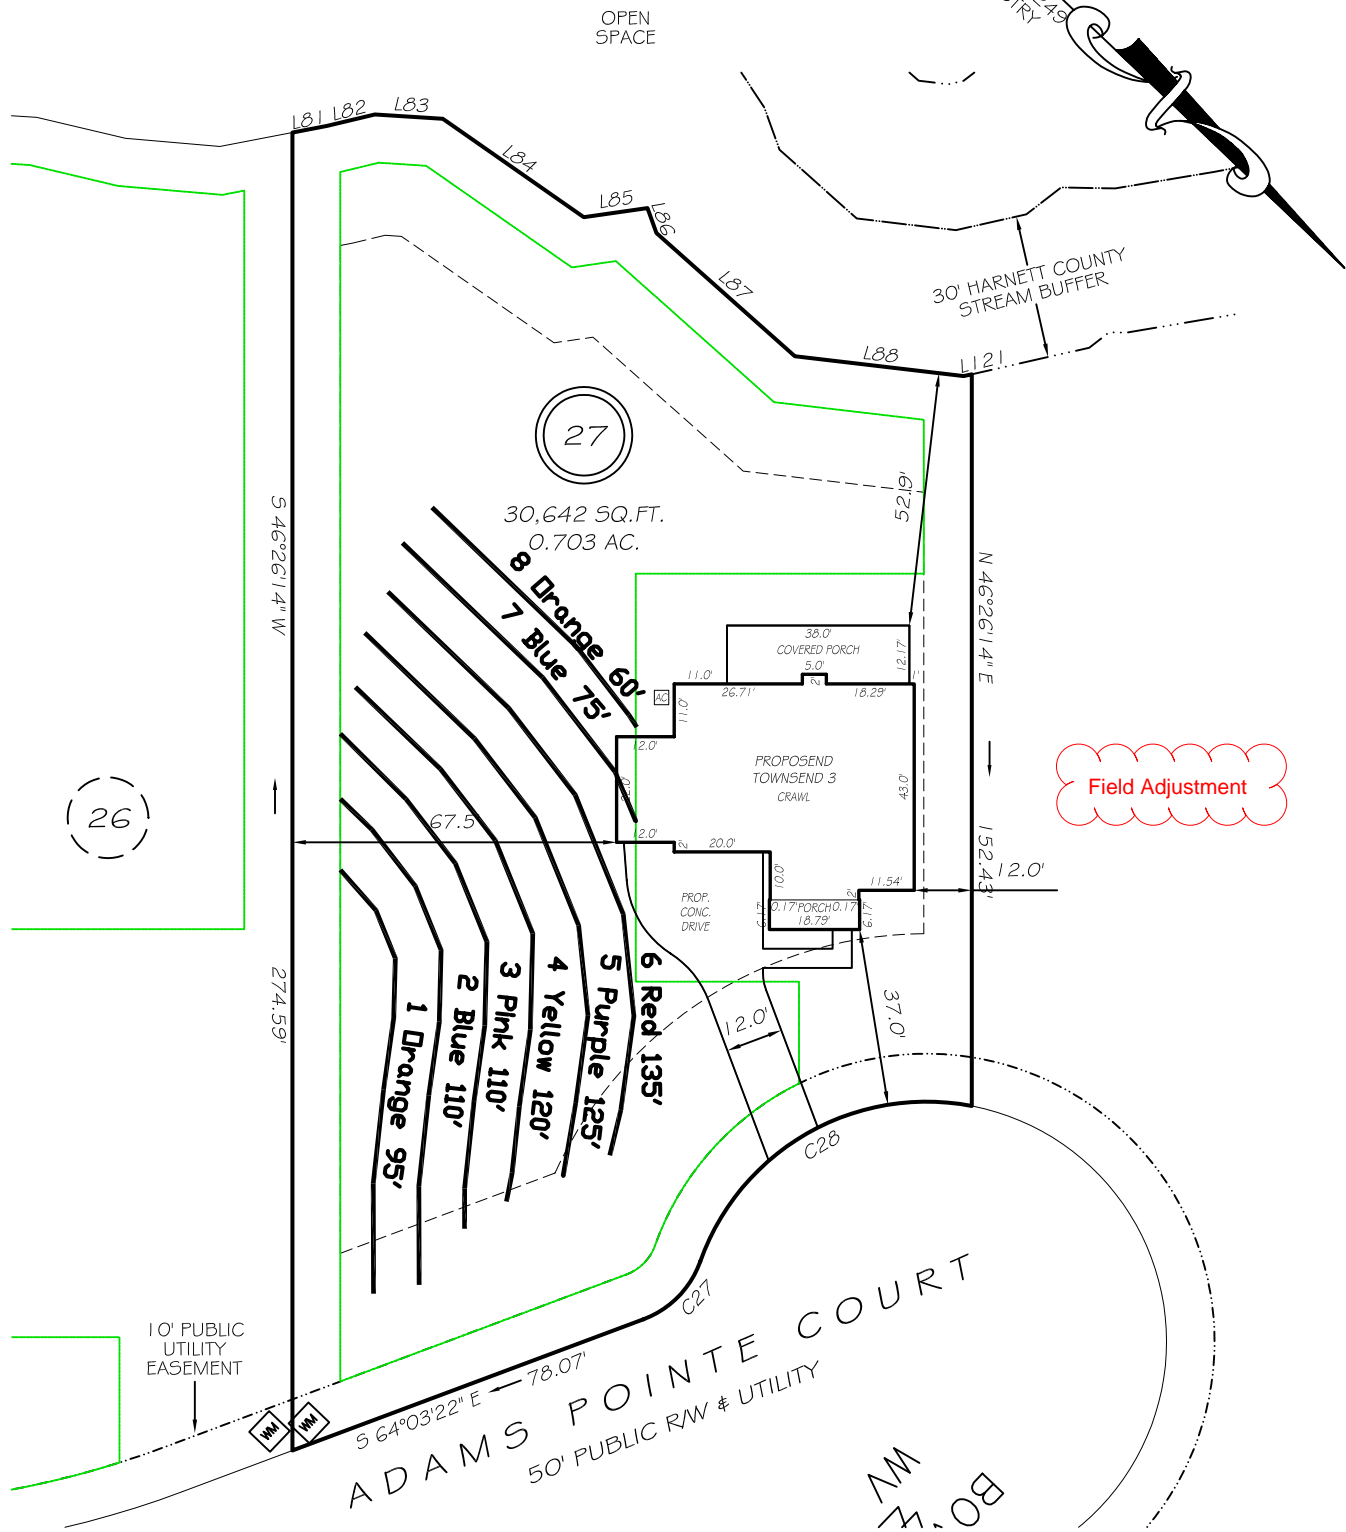 OPEN
SPACE
L81
L82
L83
L84
L85
L86
L87
L88
L121
30' HARNETT COUNTY
STREAM BUFFER
27
30,642 SQ.FT.
0.703 AC.
52.19'
S 46°26'14" W
274.59'
N 46°26'14" E
152.43'
8 Orange 60'
7 Blue 75'
38.0'
COVERED PORCH
12.17'
5.0'
2'
1'
11.0'
26.71'
18.29'
AC
11.0'
12.0'
PROPOSEND
TOWNSEND 3
CRAWL
43.0'
Field Adjustment
26
67.5
12.0'
2'
20.0'
10.0'
11.54'
2'
12.0'
PROP.
CONC.
DRIVE
0.17'
PORCH
0.17'
18.79'
6.17'
6.17'
6 Red 135'
5 Purple 125'
4 Yellow 120'
3 Pink 110'
2 Blue 110'
1 Orange 95'
12.0'
37.0'
C28
C27
10' PUBLIC
UTILITY
EASEMENT
WM
WM
S 64°03'22" E
78.07'
ADAMS POINTE COURT
50' PUBLIC R/W & UTILITY